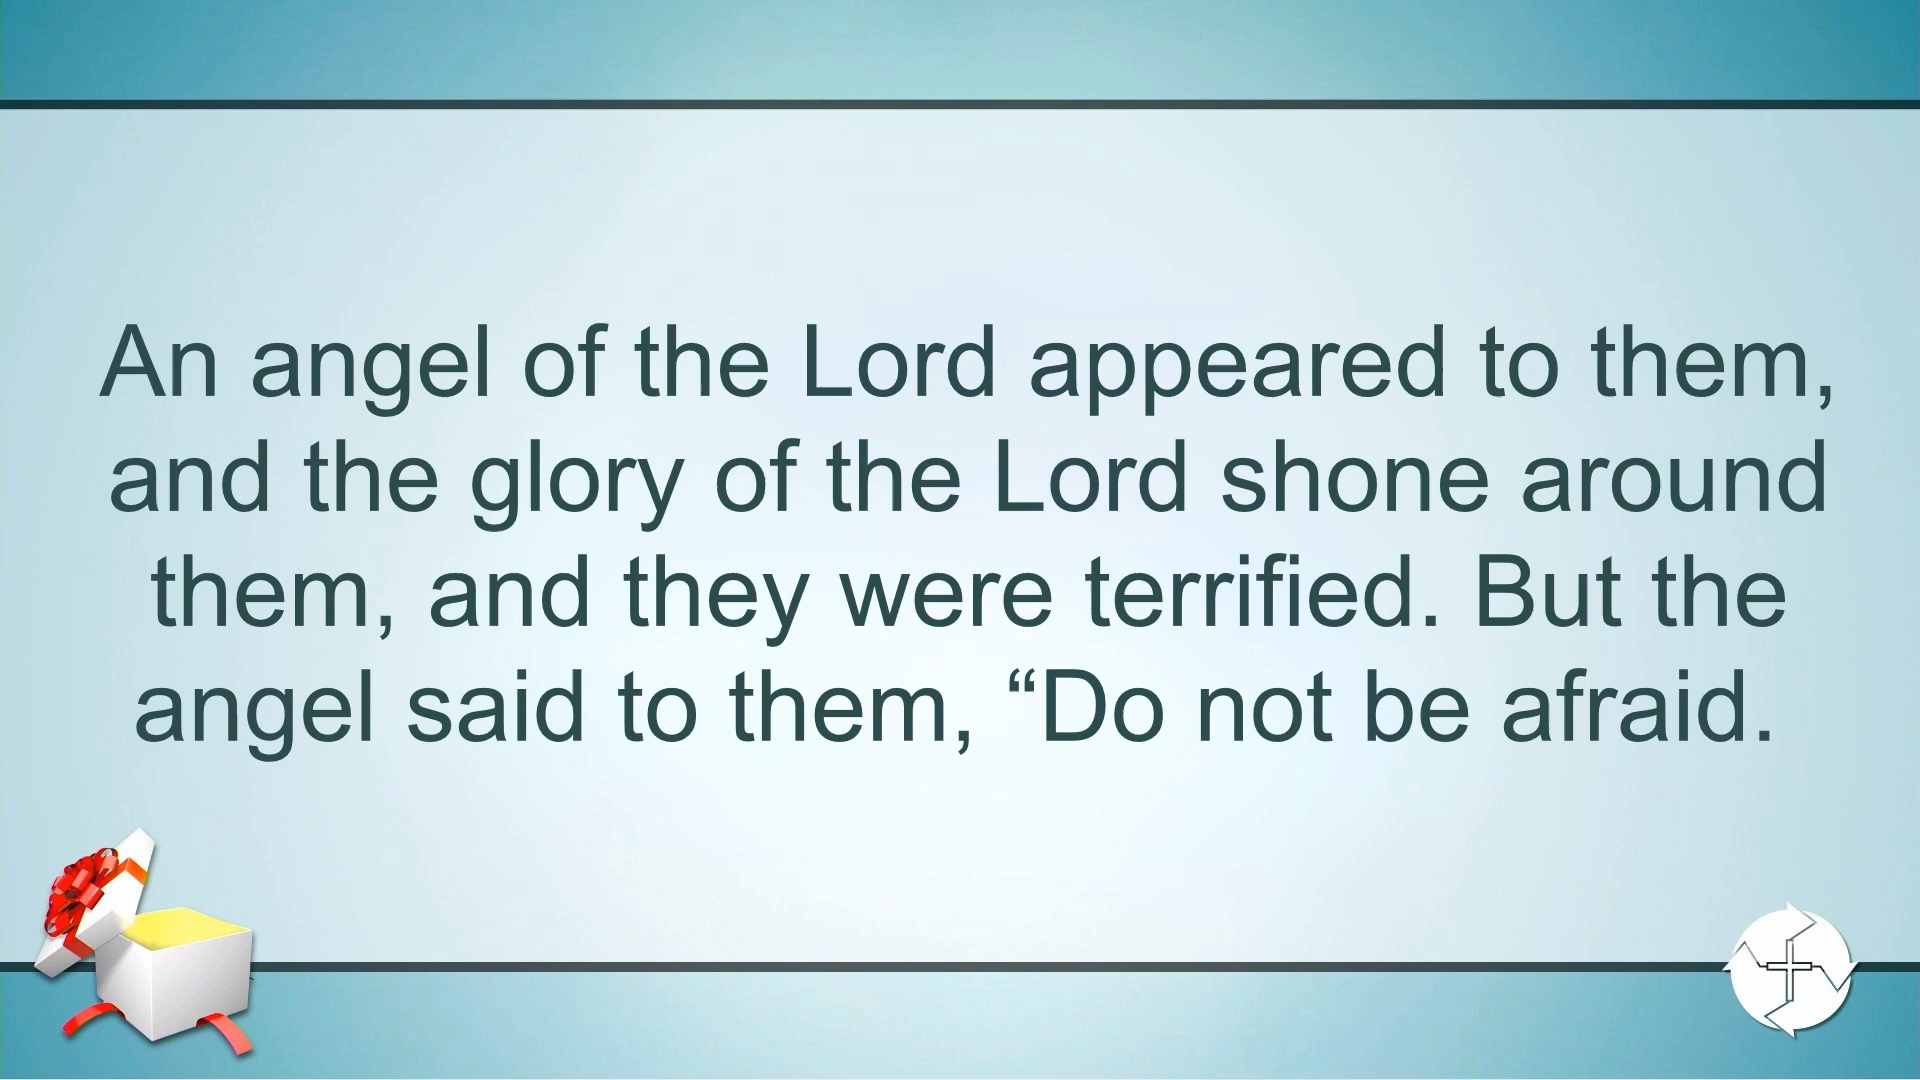 An angel of the Lord appeared to them,
and the glory of the Lord shone around
them, and they were terrified. But the
angel said to them, “Do not be afraid.